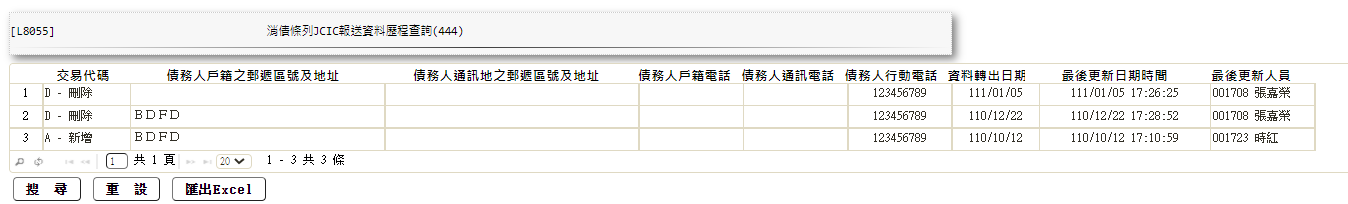 [L8055] 消債條列JCIC報送資料歷程查詢(444)
交易代碼 債務人戶籍之郵遞區號及地址 債務人通訊地之郵遞區號及地址 債務人戶籍電話 債務人通訊電話 債務人行動電話 資料轉出日期 最後更新日期時間 最後更新人員
1 D - 刪除 123456789 111/01/05 111/01/05 17:26:25 001708 張嘉榮
2 D - 刪除 BDFD 123456789 110/12/22 110/12/22 17:28:52 001708 張嘉榮
3 A - 新增 BDFD 123456789 110/10/12 110/10/12 17:10:59 001723 時紅
1 共 1 頁 20 1 - 3 共 3 條
搜 尋 重 設 匯出Excel